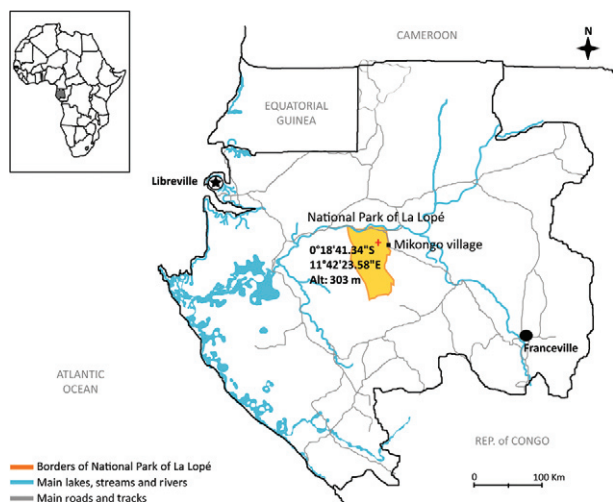 CAMEROON
N
EQUATORIAL
GUINEA
Libreville
National Park of La Lopé
0°18'41.34"S
11°42'23.58"E
Alt: 303 m
Mikongo village
Franceville
ATLANTIC
OCEAN
REP. of CONGO
Borders of National Park of La Lopé
Main lakes, streams and rivers
Main roads and tracks
0 100 Km